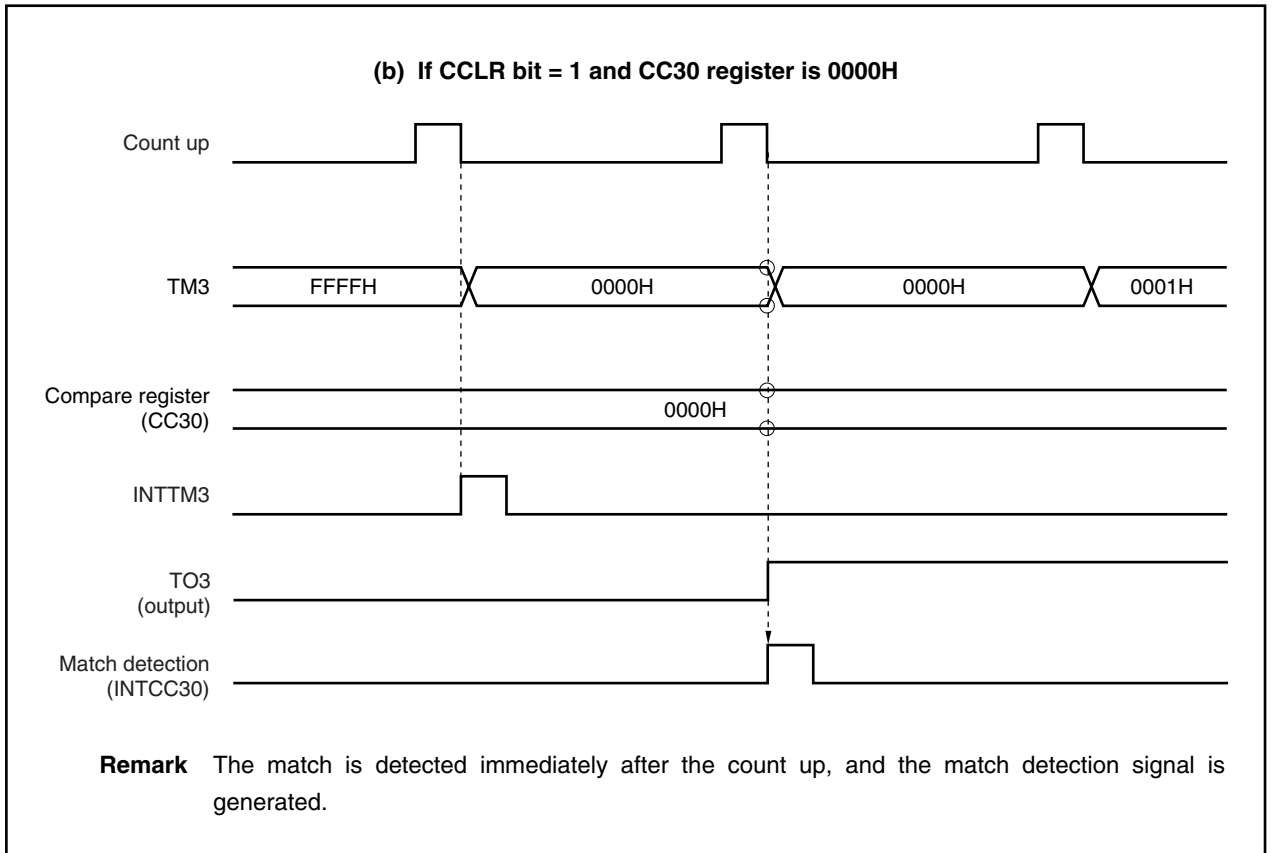 (b) If CCLR bit = 1 and CC30 register is 0000H
Count up
TM3
FFFFH
0000H
0000H
0001H
Compare register
(CC30)
0000H
INTTM3
TO3
(output)
Match detection
(INTCC30)
Remark The match is detected immediately after the count up, and the match detection signal is
generated.